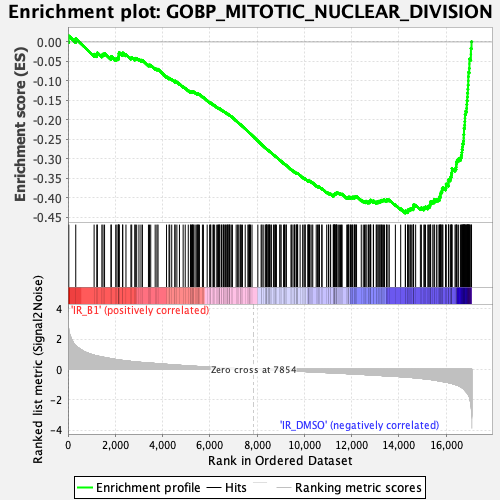 Enrichment plot: GOBP_MITOTIC_NUCLEAR_DIVISION
Enrichment score (ES)
0.00
-0.05
-0.10
-0.15
-0.20
-0.25
-0.30
-0.35
-0.40
-0.45
Ranked list metric (Signal2Noise)
'IR_B1' (positively correlated)
4
2
0
-2
-4
Zero cross at 7854
'IR_DMSO' (negatively correlated)
0
2,000
4,000
6,000
8,000
10,000
12,000
14,000
16,000
Rank in Ordered Dataset
Enrichment profile
Hits
Ranking metric scores